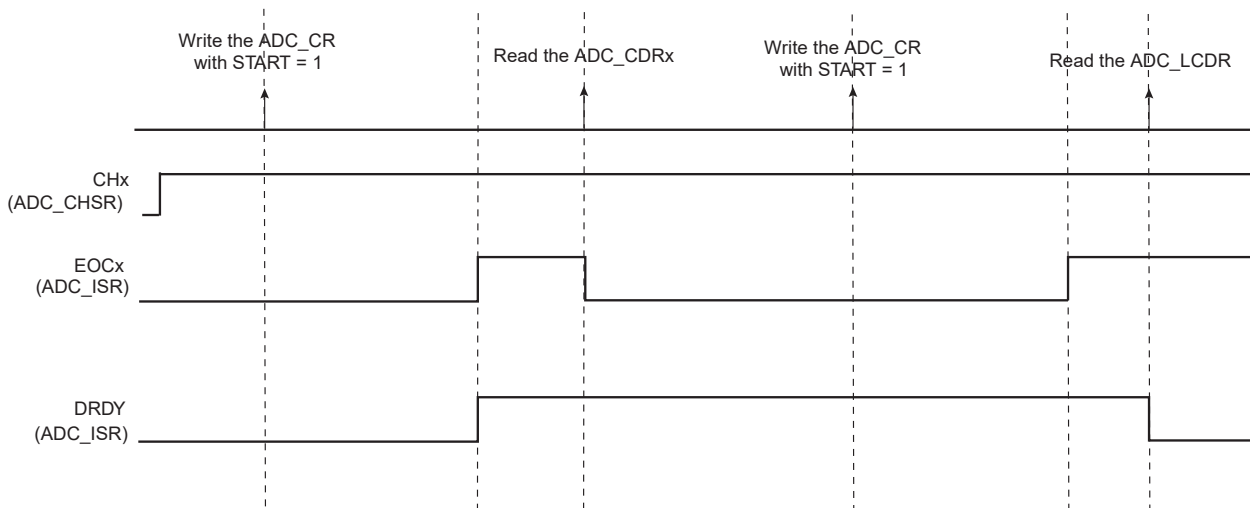 Write the ADC_CR
with START = 1
Read the ADC_CDRx
Write the ADC_CR
with START = 1
Read the ADC_LCDR
CHx
(ADC_CHSR)
EOCx
(ADC_ISR)
DRDY
(ADC_ISR)